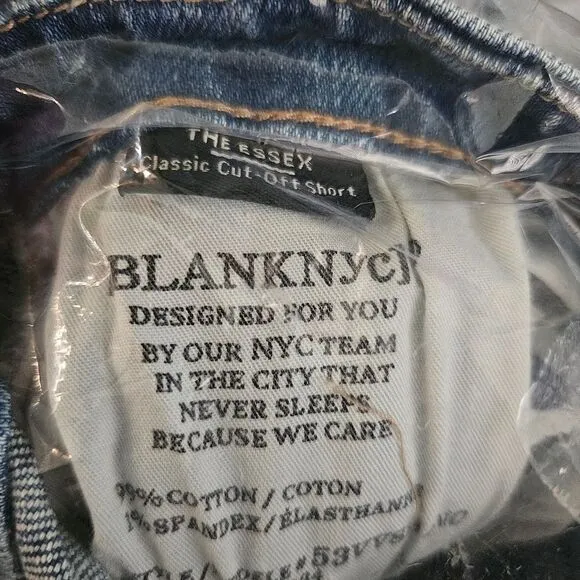 THE ESSEX
Classic Cut-Off Short
BLANKNYC]®
DESIGNED FOR YOU
BY OUR NYC TEAM
IN THE CITY THAT
NEVER SLEEPS
BECAUSE WE CARE
99% COTTON / COTON
1% SPANDEX / ÉLASTHANNE